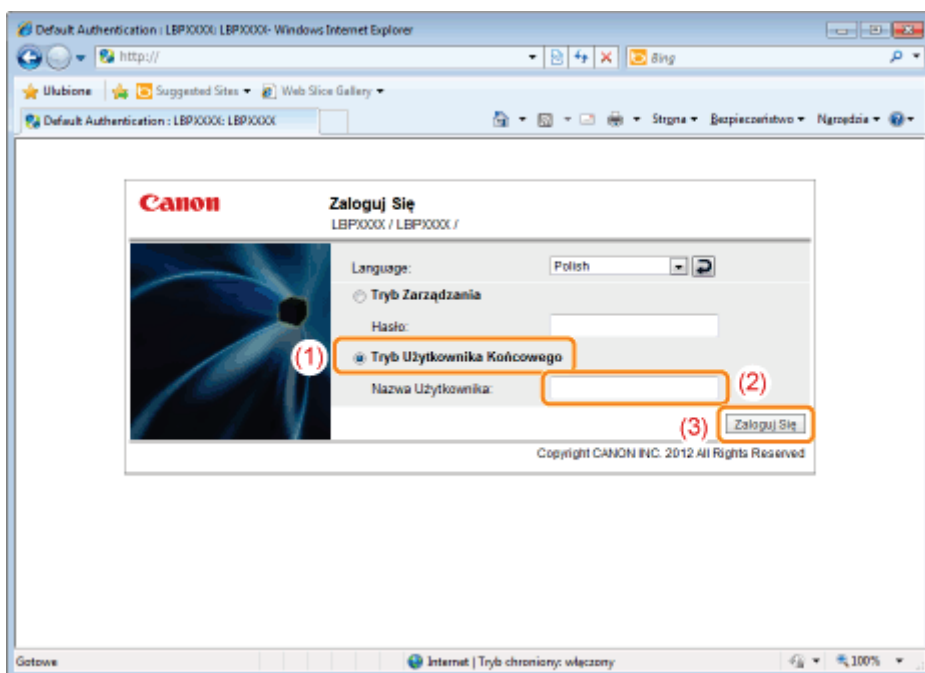 Default Authentication : LBPXXXX: LBPXXXX- Windows Internet Explorer
http://
Bing
Ulubione Suggested Sites Web Slice Gallery
Default Authentication : LBPXXXX: LBPXXXX Strona Bezpieczeństwo Narzędzia
Canon Zaloguj Się
LBPXXXX / LBPXXXX /
Language: Polish
Tryb Zarządzania
Hasło:
(1) Tryb Użytkownika Końcowego
Nazwa Użytkownika: (2)
(3) Zaloguj Się
Copyright CANON INC. 2012 All Rights Reserved
Gotowe Internet | Tryb chroniony: włączony 100%